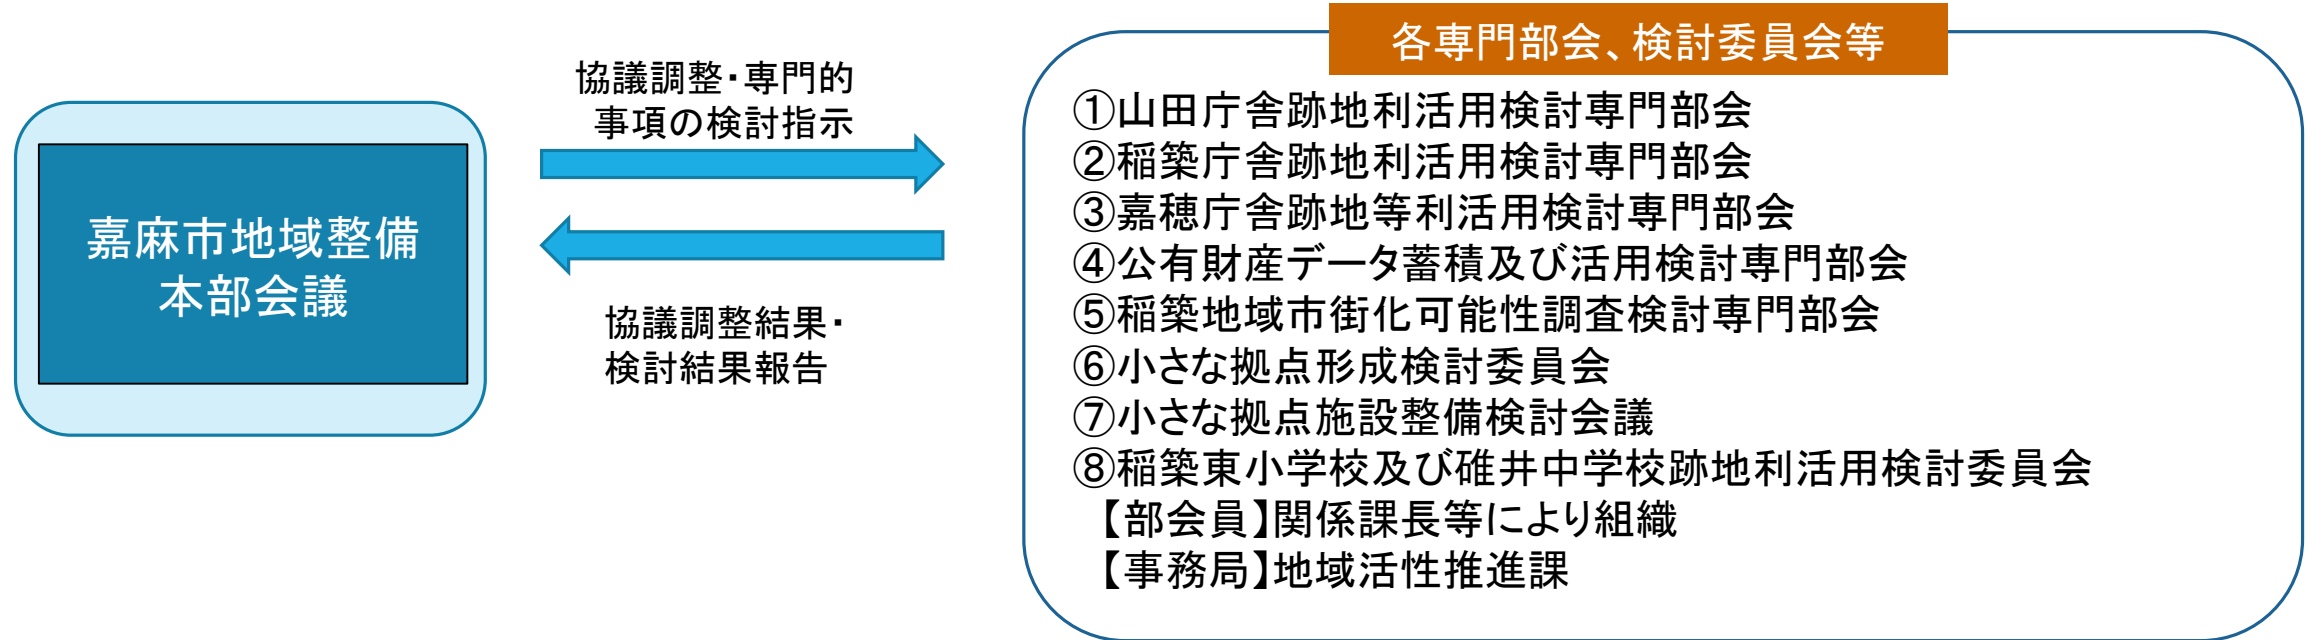 嘉麻市地域整備
本部会議
協議調整・専門的
事項の検討指示
協議調整結果・
検討結果報告
各専門部会、検討委員会等
①山田庁舎跡地利活用検討専門部会
②稲築庁舎跡地利活用検討専門部会
③嘉穂庁舎跡地等利活用検討専門部会
④公有財産データ蓄積及び活用検討専門部会
⑤稲築地域市街化可能性調査検討専門部会
⑥小さな拠点形成検討委員会
⑦小さな拠点施設整備検討会議
⑧稲築東小学校及び碓井中学校跡地利活用検討委員会
【部会員】関係課長等により組織
【事務局】地域活性推進課